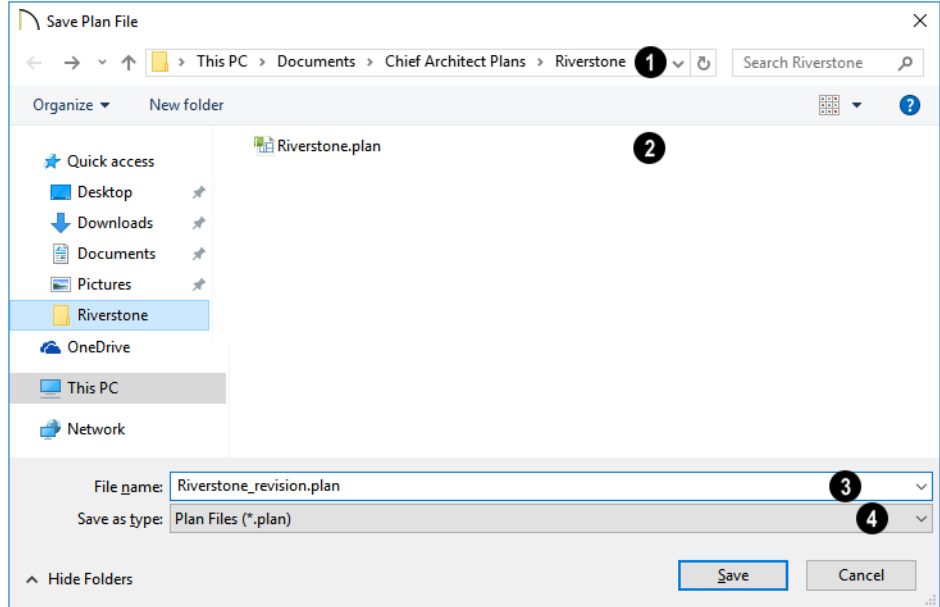 Save Plan File
This PC > Documents > Chief Architect Plans > Riverstone 1 Search Riverstone
Organize New folder ?
Riverstone.plan 2
Quick access
Desktop
Downloads
Documents
Pictures
Riverstone
OneDrive
This PC
Network
File name: Riverstone_revision.plan 3
Save as type: Plan Files (*.plan) 4
Hide Folders Save Cancel